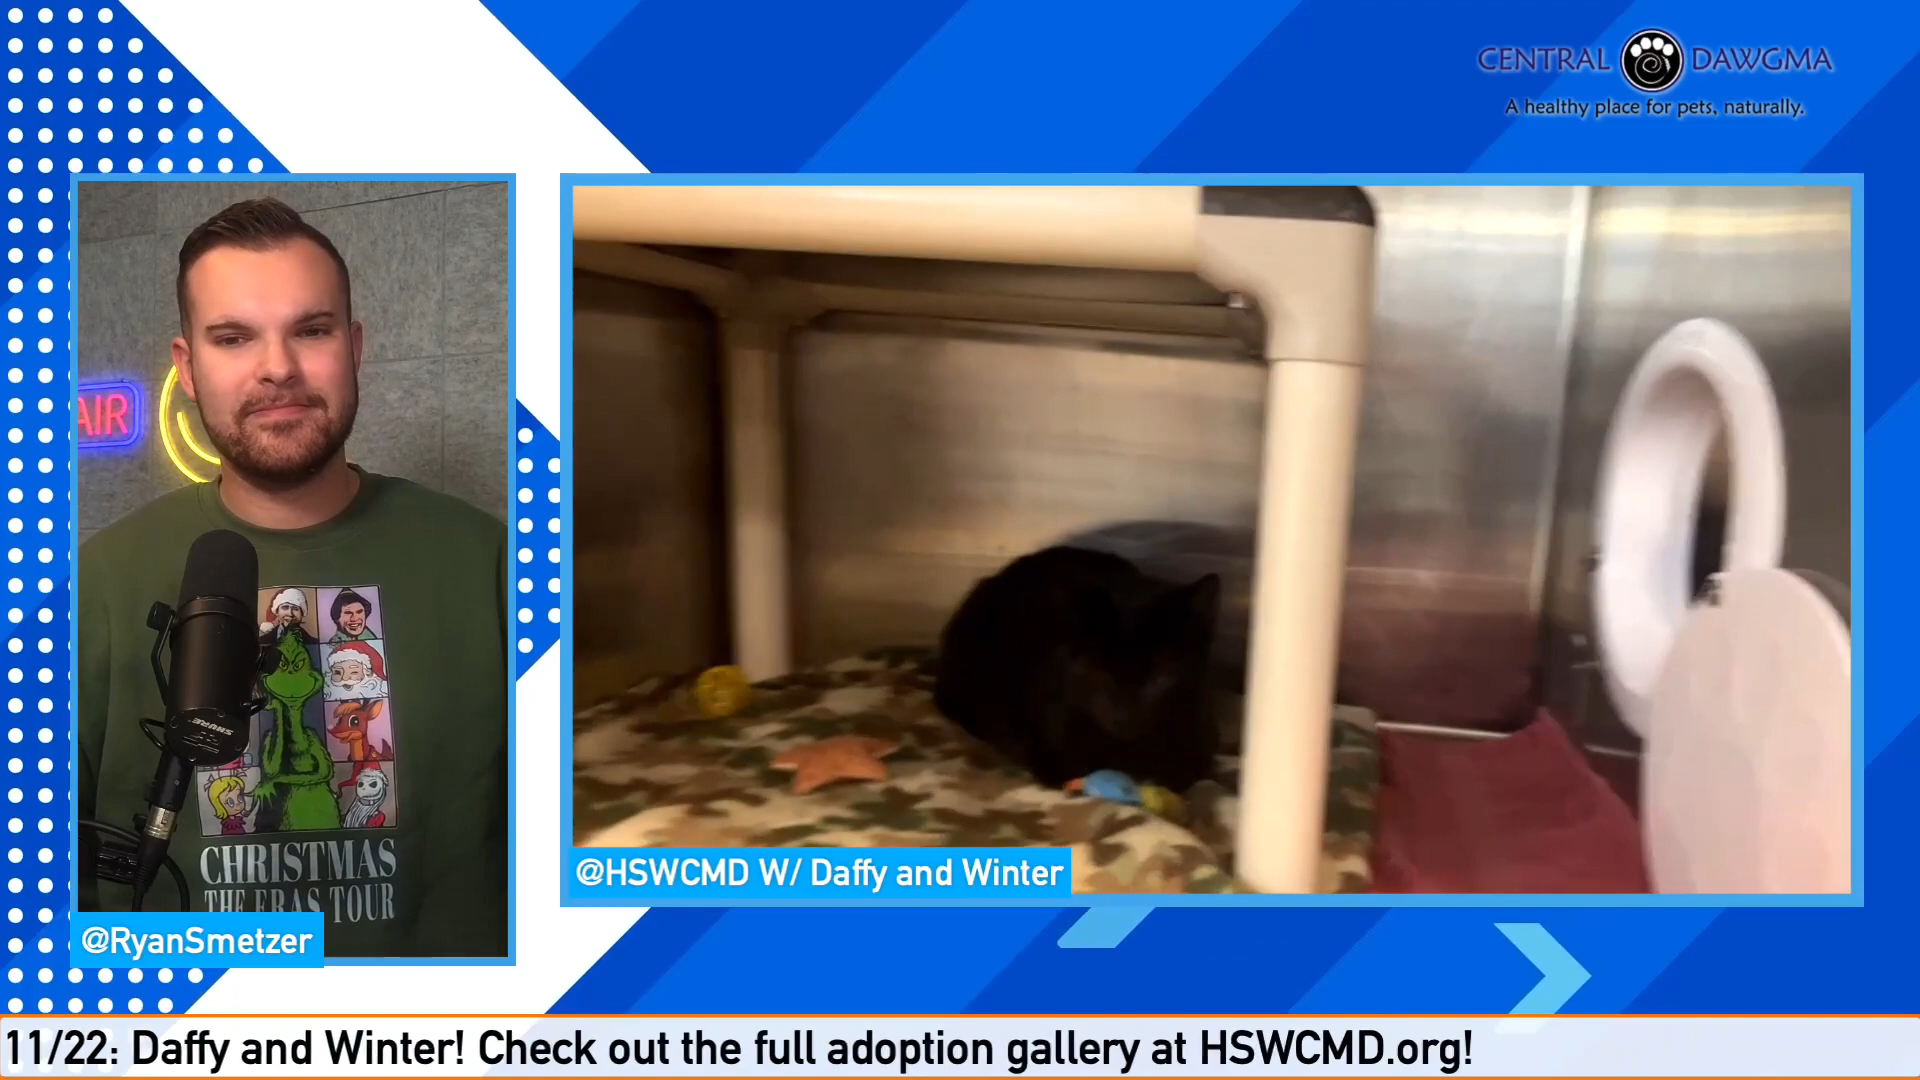 CENTRAL DAWGMA
A healthy place for pets, naturally.
AIR
SHURE
CHRISTMAS
THE ERAS TOUR
@RyanSmetzer
@HSWCMD W/ Daffy and Winter
11/22: Daffy and Winter! Check out the full adoption gallery at HSWCMD.org!